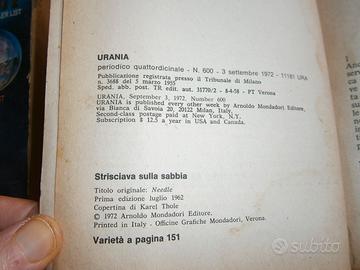 LER LIST
URANIA
periodico quattordicinale - N. 600 - 3 settembre 1972 - 11181 URA
Pubblicazione registrata presso il Tribunale di Milano
n. 3688 del 5 marzo 1955
Sped. abb. post. TR edit. aut. 31770/2 - 8-4-58 - PT Verona
URANIA, September 3, 1972, Number 600
URANIA is published every other week by Arnoldo Mondadori Editore,
via Bianca di Savoia 20, 20122 Milan, Italy,
Second-class postage paid at New York, N.Y.
Subscription $ 12.5 a year in USA and Canada.
Strisciava sulla sabbia
Titolo originale: Needle
Prima edizione luglio 1962
Copertina di Karel Thole
© 1972 Arnoldo Mondadori Editore.
Printed in Italy - Officine Grafiche Mondadori, Verona.
Varietà a pagina 151
subito